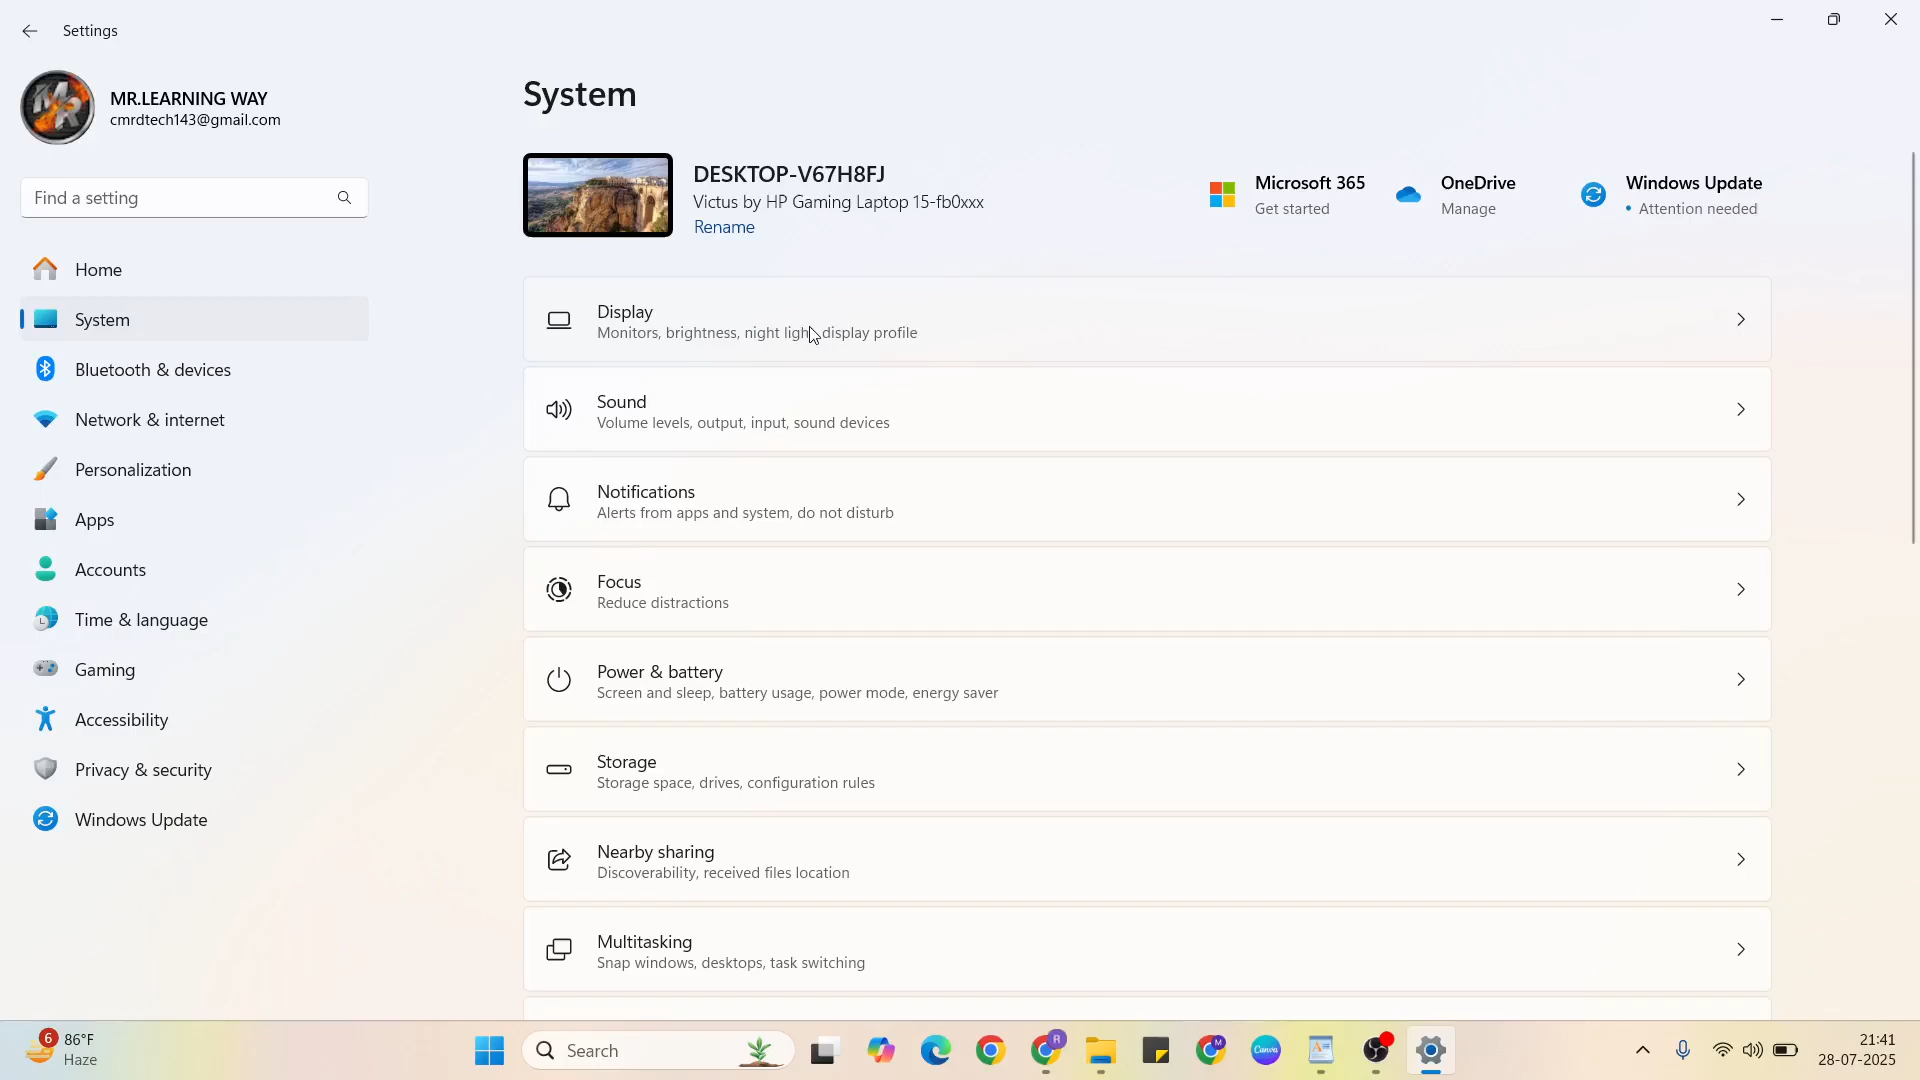 Settings
MR.LEARNING WAY
cmrdtech143@gmail.com
Find a setting
Home
System
Bluetooth & devices
Network & internet
Personalization
Apps
Accounts
Time & language
Gaming
Accessibility
Privacy & security
Windows Update
System
DESKTOP-V67H8FJ
Victus by HP Gaming Laptop 15-fb0xxx
Rename
Microsoft 365
Get started
OneDrive
Manage
Windows Update
• Attention needed
Display
Monitors, brightness, night light, display profile
Sound
Volume levels, output, input, sound devices
Notifications
Alerts from apps and system, do not disturb
Focus
Reduce distractions
Power & battery
Screen and sleep, battery usage, power mode, energy saver
Storage
Storage space, drives, configuration rules
Nearby sharing
Discoverability, received files location
Multitasking
Snap windows, desktops, task switching
6
86°F
Haze
Search
R
M
Canva
21:41
28-07-2025